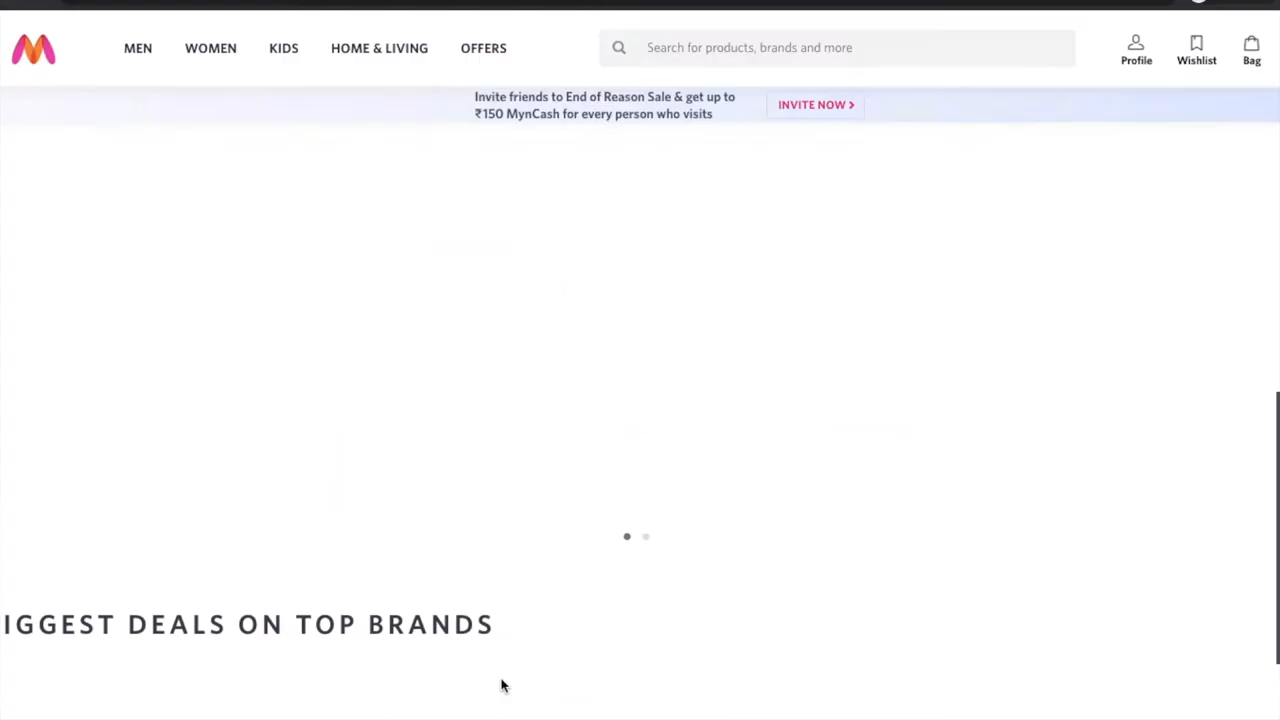 MEN WOMEN KIDS HOME & LIVING OFFERS Search for products, brands and more
Profile Wishlist Bag
Invite friends to End of Reason Sale & get up to
₹150 MynCash for every person who visits
INVITE NOW >
IGGEST DEALS ON TOP BRANDS